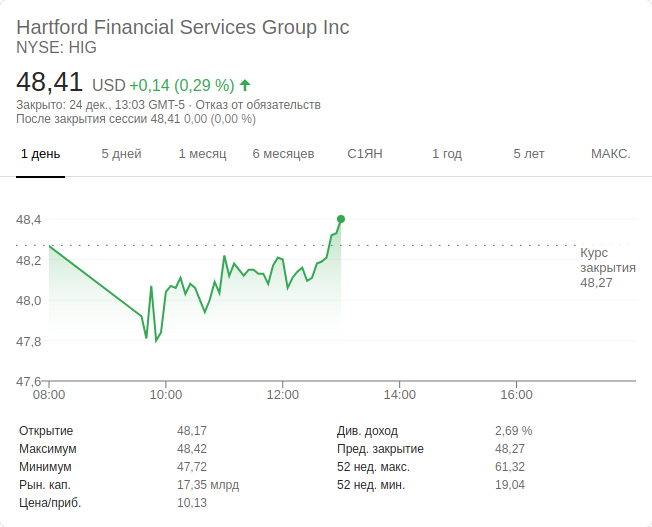 Hartford Financial Services Group Inc
NYSE: HIG
48,41 USD +0,14 (0,29 %)
Закрыто: 24 дек., 13:03 GMT-5 · Отказ от обязательств
После закрытия сессии 48,41 0,00 (0,00 %)
1 день 5 дней 1 месяц 6 месяцев С1ЯН 1 год 5 лет МАКС.
48,4
48,2
48,0
47,8
47,6
Курс
закрытия
48,27
08:00 10:00 12:00 14:00 16:00
Открытие 48,17 Див. доход 2,69 %
Максимум 48,42 Пред. закрытие 48,27
Минимум 47,72 52 нед. макс. 61,32
Рын. кап. 17,35 млрд 52 нед. мин. 19,04
Цена/приб. 10,13